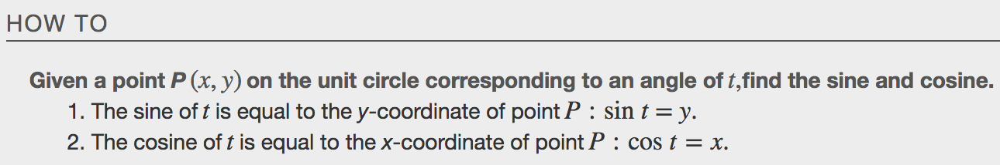 HOW TO
Given a point P (x, y) on the unit circle corresponding to an angle of t,find the sine and cosine.
1. The sine of t is equal to the y-coordinate of point P : sin t = y.
2. The cosine of t is equal to the x-coordinate of point P : cos t = x.